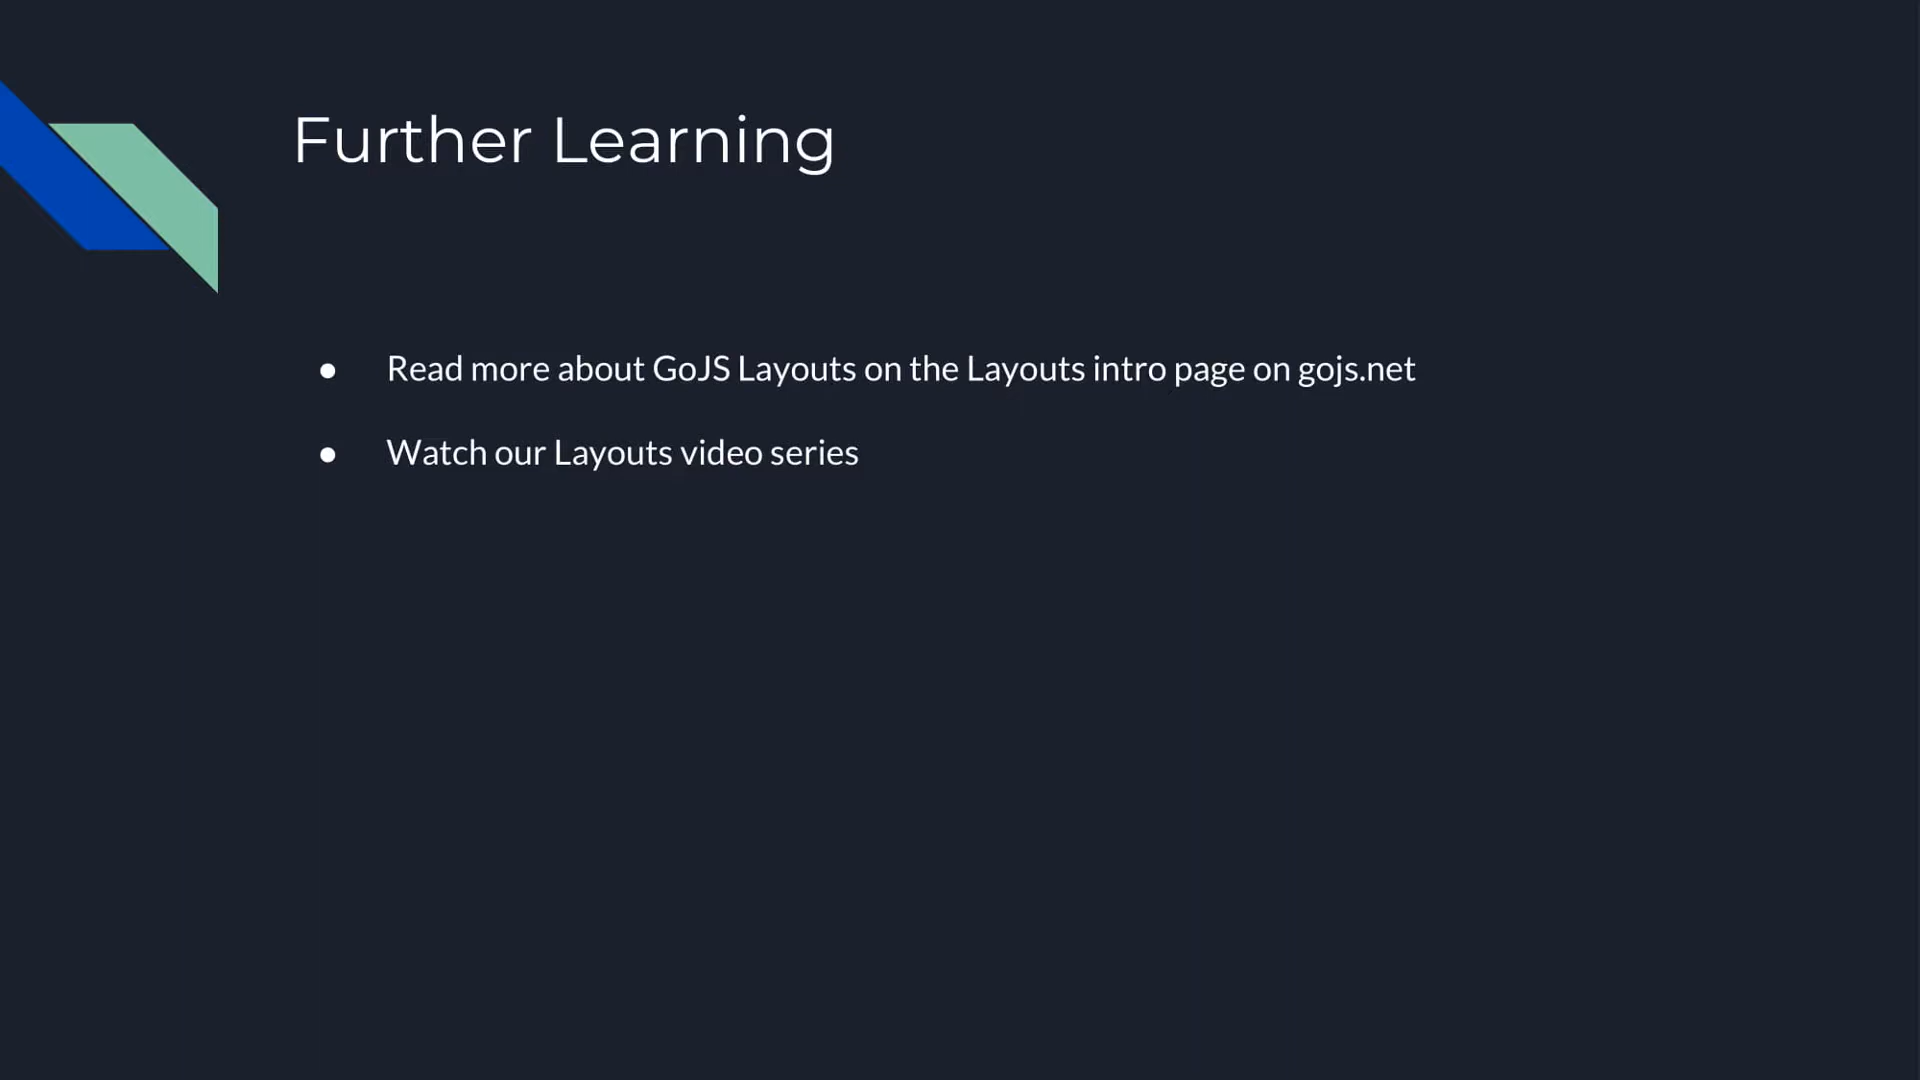 Further Learning
● Read more about GoJS Layouts on the Layouts intro page on gojs.net
● Watch our Layouts video series